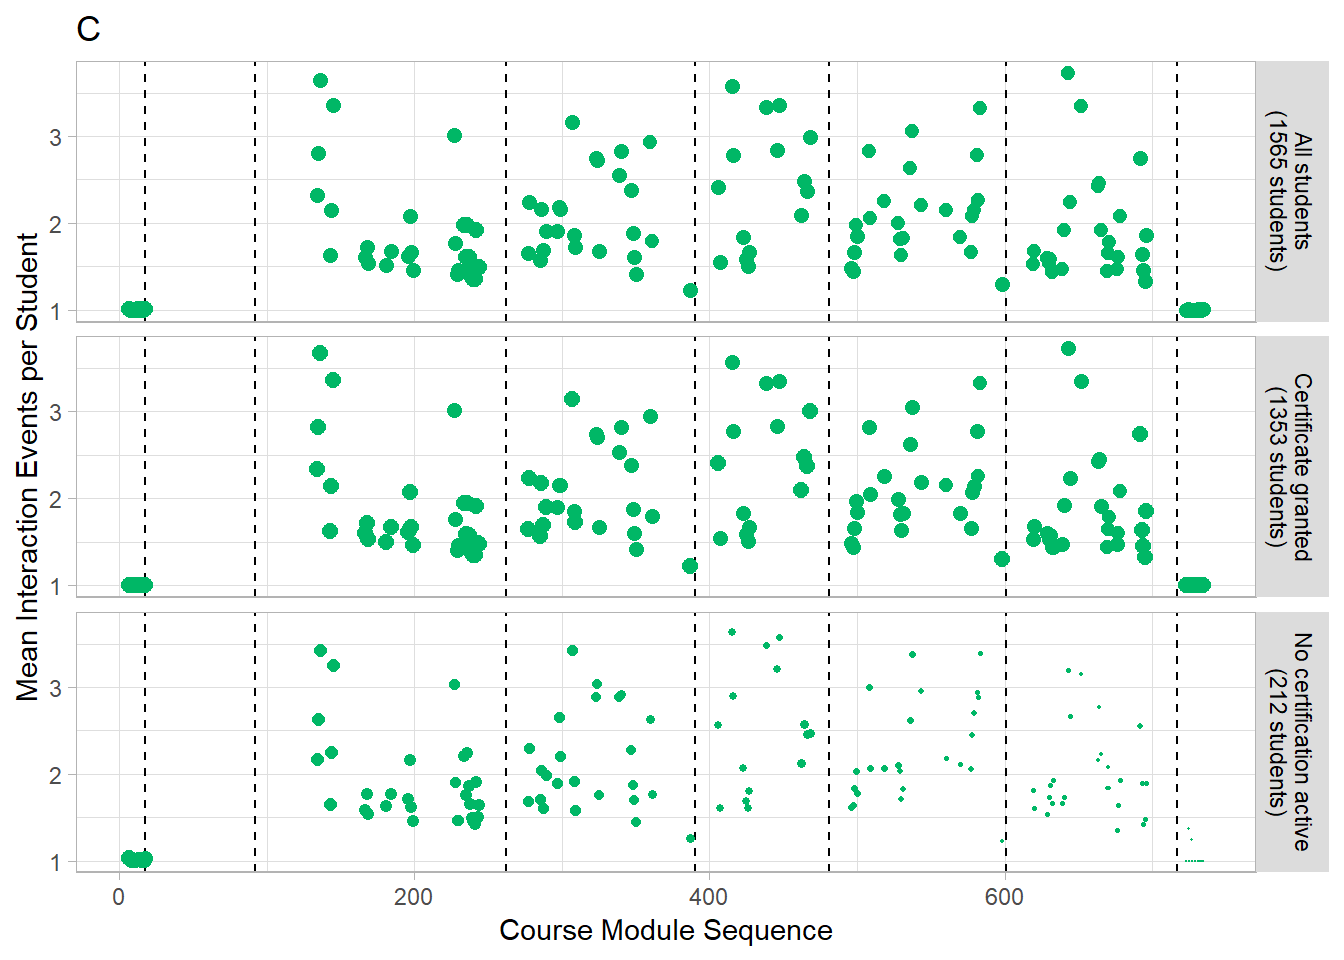 C
Mean Interaction Events per Student
3
2
1
All students
(1565 students)
3
2
1
Certificate granted
(1353 students)
3
2
1
No certification active
(212 students)
0 200 400 600
Course Module Sequence